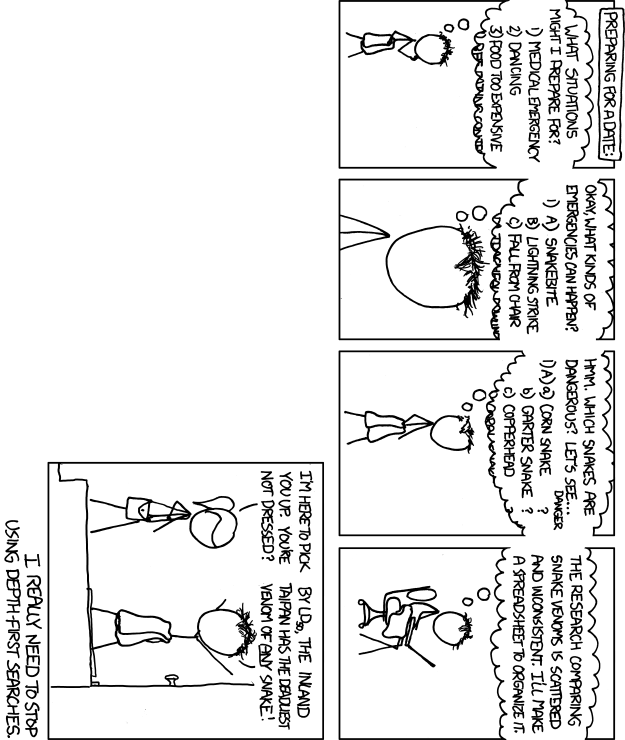 PREPARING FOR A DATE:
WHAT SITUATIONS
MIGHT I PREPARE FOR?
1) MEDICAL EMERGENCY
2) DANCING
3) FOOD TOO EXPENSIVE
OKAY, WHAT KINDS OF
EMERGENCIES CAN HAPPEN?
1) A) SNAKEBITE
B) LIGHTNING STRIKE
C) FALL FROM CHAIR
HMM. WHICH SNAKES ARE
DANGEROUS? LET'S SEE...
DANGER
1) A) a) CORN SNAKE ?
b) GARTER SNAKE ?
c) COPPERHEAD
THE RESEARCH COMPARING
SNAKE VENOMS IS SCATTERED
AND INCONSISTENT. I'LL MAKE
A SPREADSHEET TO ORGANIZE IT.
I'M HERE TO PICK
YOU UP. YOU'RE
NOT DRESSED?
BY LD50, THE INLAND
TAIPAN HAS THE DEADLIEST
VENOM OF ANY SNAKE!
I REALLY NEED TO STOP
USING DEPTH-FIRST SEARCHES.